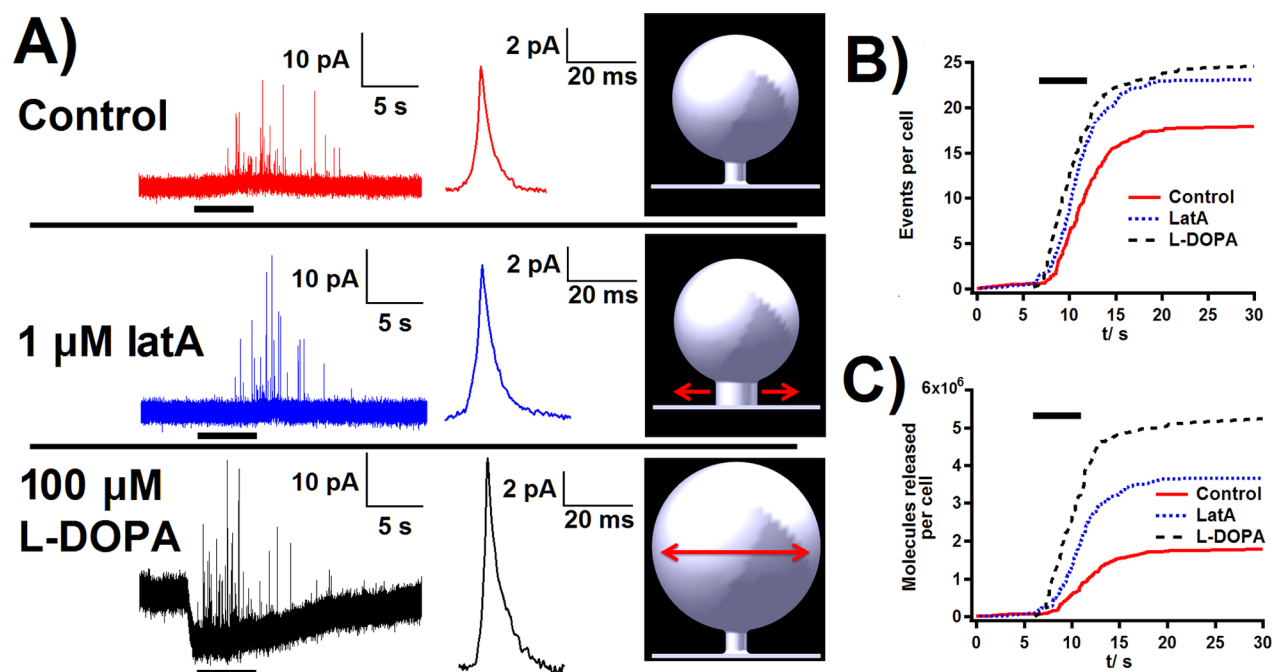 A)
Control
10 pA
5 s
2 pA
20 ms
1 µM latA
10 pA
5 s
2 pA
20 ms
100 µM
L-DOPA
10 pA
5 s
2 pA
20 ms
B)
Events per cell
25
20
15
10
5
0
Control
LatA
L-DOPA
0
5
10
15
20
25
30
t/ s
C)
Molecules released
per cell
6x10⁶
5
4
3
2
1
0
Control
LatA
L-DOPA
0
5
10
15
20
25
30
t/ s